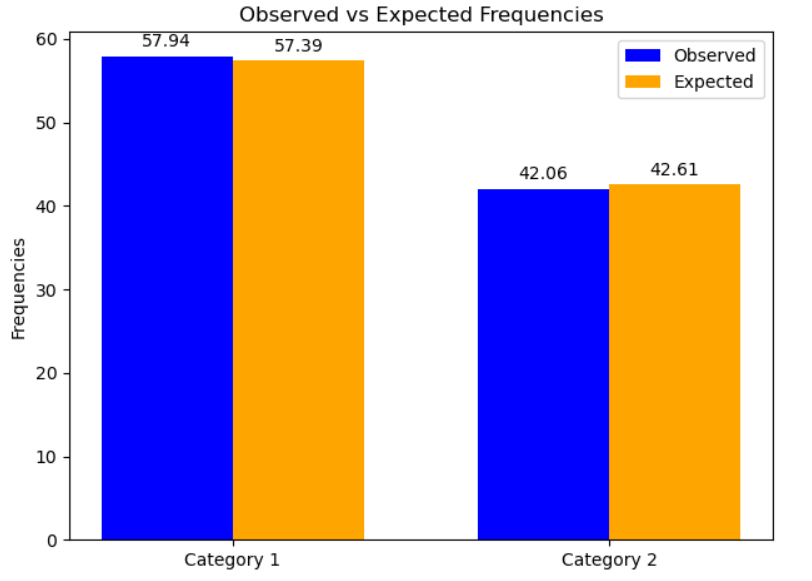 Observed vs Expected Frequencies
Observed
Expected
57.94
57.39
42.06
42.61
60
50
40
30
20
10
0
Frequencies
Category 1
Category 2